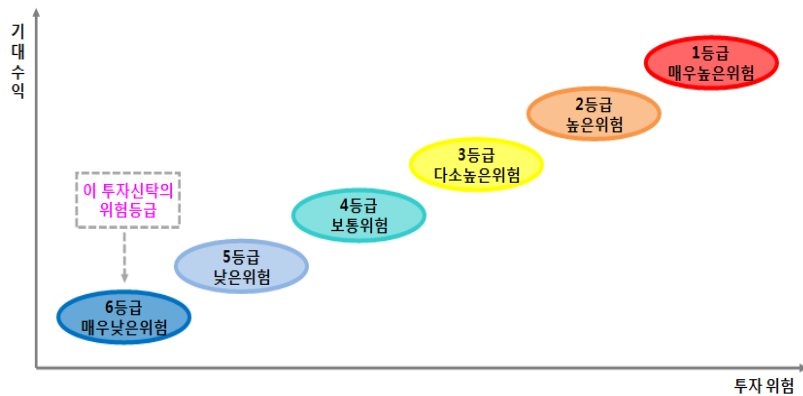 기대수익
1등급
매우높은위험
2등급
높은위험
3등급
다소높은위험
이 투자신탁의
위험등급
4등급
보통위험
5등급
낮은위험
6등급
매우낮은위험
투자 위험